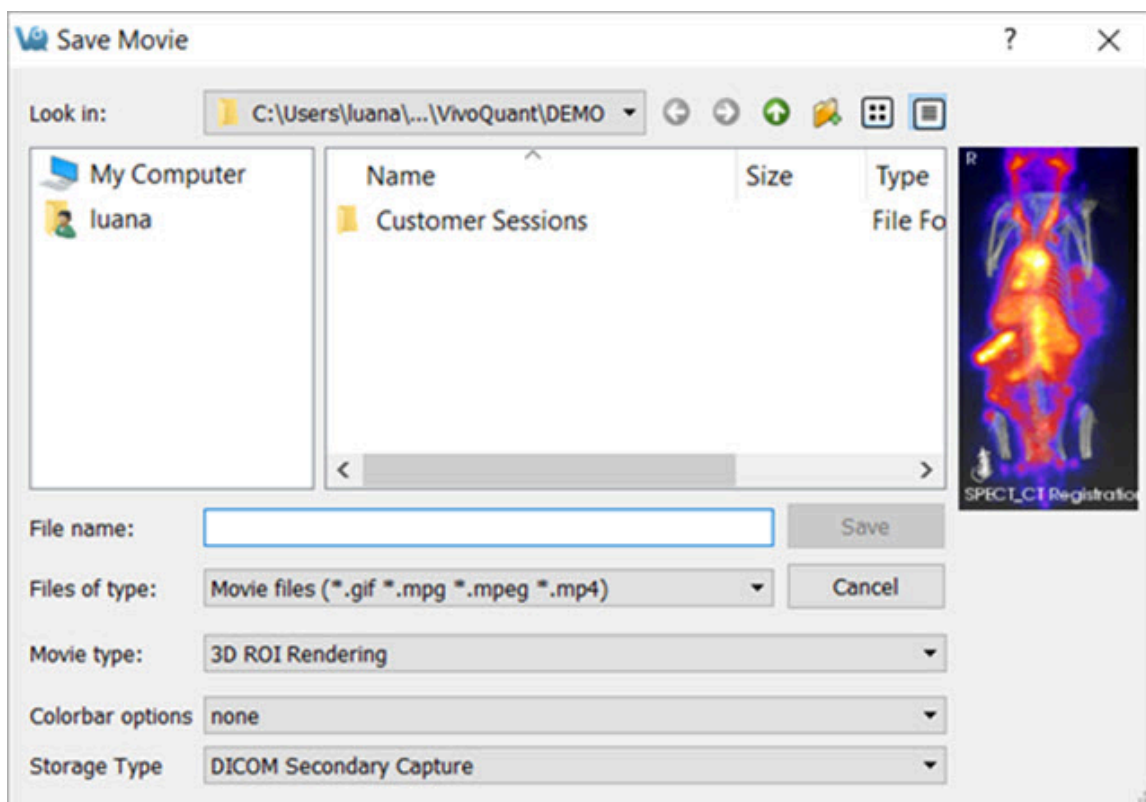 Save Movie
?
Look in:
C:\Users\luana\...\VivoQuant\DEMO
My Computer
luana
Name Size Type
Customer Sessions File Fo
R
SPECT_CT Registratio
File name:
Save
Files of type:
Movie files (*.gif *.mpg *.mpeg *.mp4)
Cancel
Movie type:
3D ROI Rendering
Colorbar options
none
Storage Type
DICOM Secondary Capture